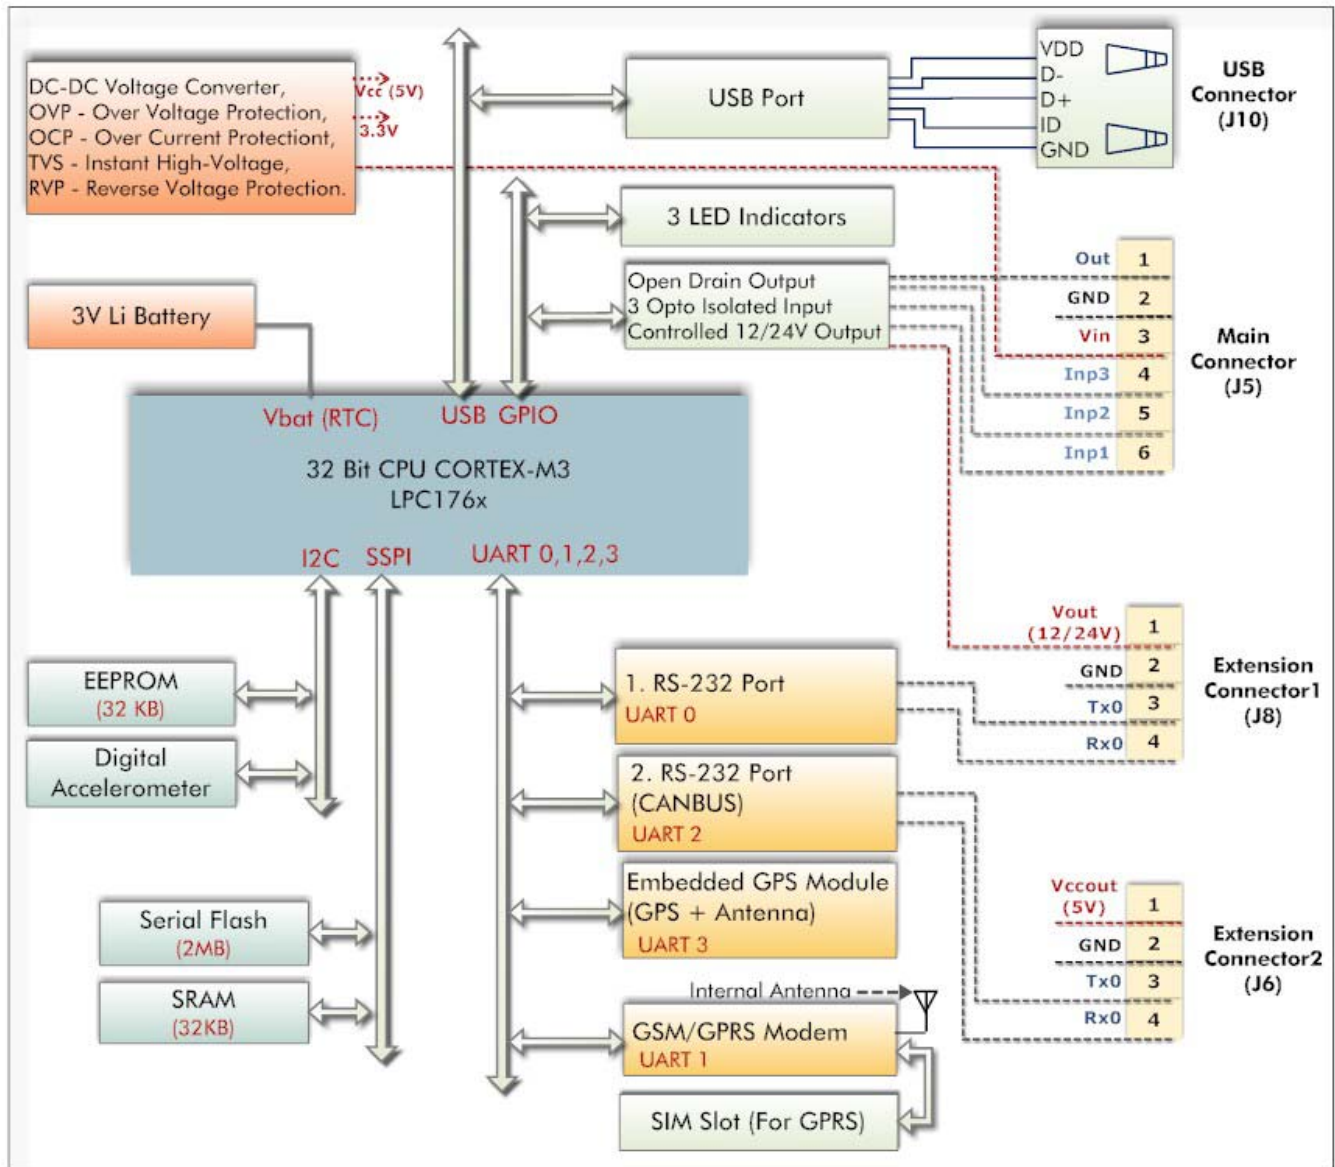 DC-DC Voltage Converter,
OVP - Over Voltage Protection,
OCP - Over Current Protectiont,
TVS - Instant High-Voltage,
RVP - Reverse Voltage Protection.
Vcc (5V)
3.3V
USB Port
VDD
D-
D+
ID
GND
USB
Connector
(J10)
3 LED Indicators
Open Drain Output
3 Opto Isolated Input
Controlled 12/24V Output
Out 1
GND 2
Vin 3
Inp3 4
Inp2 5
Inp1 6
Main
Connector
(J5)
3V Li Battery
Vbat (RTC)
USB GPIO
32 Bit CPU CORTEX-M3
LPC176x
I2C SSPI UART 0,1,2,3
EEPROM
(32 KB)
Digital
Accelerometer
Serial Flash
(2MB)
SRAM
(32KB)
1. RS-232 Port
UART 0
2. RS-232 Port
(CANBUS)
UART 2
Embedded GPS Module
(GPS + Antenna)
UART 3
Internal Antenna
GSM/GPRS Modem
UART 1
SIM Slot (For GPRS)
Vout
(12/24V) 1
GND 2
Tx0 3
Rx0 4
Extension
Connector1
(J8)
Vccout
(5V) 1
GND 2
Tx0 3
Rx0 4
Extension
Connector2
(J6)